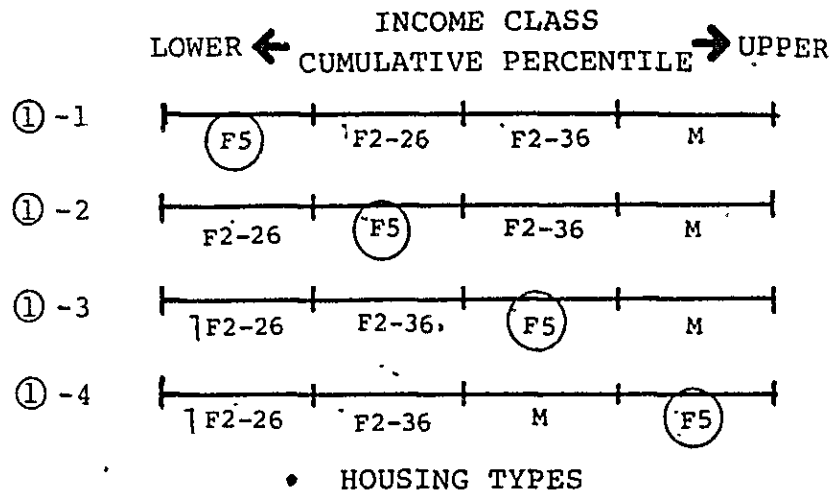 INCOME CLASS
LOWER ← CUMULATIVE PERCENTILE → UPPER
① -1
F5 F2-26 F2-36 M
① -2
F2-26 F5 F2-36 M
① -3
F2-26 F2-36 F5 M
① -4
F2-26 F2-36 M F5
• HOUSING TYPES